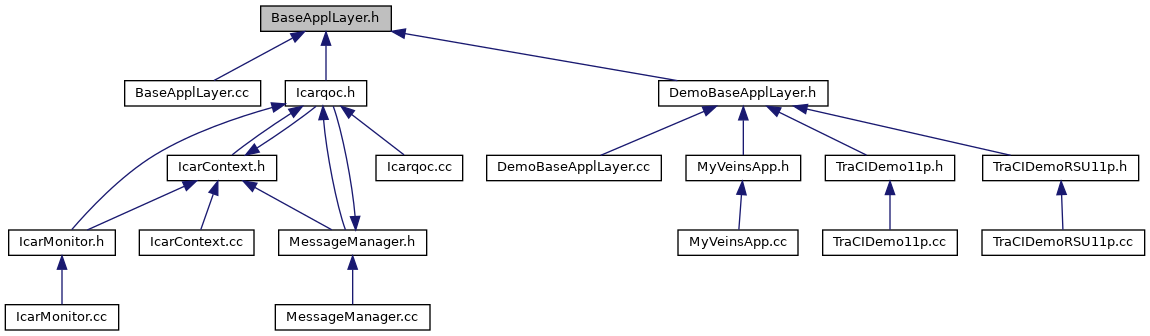 BaseApplLayer.h
BaseApplLayer.cc
Icarqoc.h
DemoBaseApplLayer.h
IcarContext.h
Icarqoc.cc
DemoBaseApplLayer.cc
MyVeinsApp.h
TraCIDemo11p.h
TraCIDemoRSU11p.h
IcarMonitor.h
IcarContext.cc
MessageManager.h
MyVeinsApp.cc
TraCIDemo11p.cc
TraCIDemoRSU11p.cc
IcarMonitor.cc
MessageManager.cc